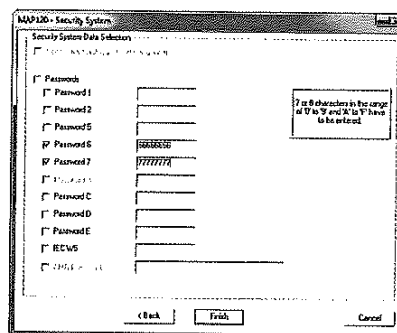 MAP120 - Security System
Security System Data Selection
Passwords
Password 1
Password 2
Password 5
Password 6 66666666
Password 7 77777777
Password C
Password D
Password E
IEC W5
7 or 8 characters in the range
of '0' to '9' and 'A' to 'F' have
to be entered.
< Back
Finish
Cancel